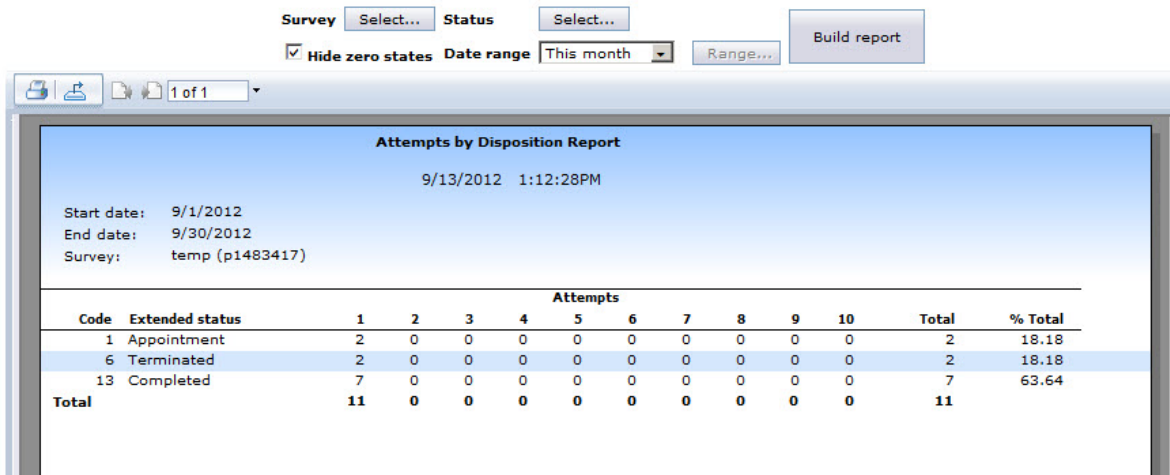 Survey Select... Status Select... Build report
Hide zero states Date range This month Range...
1 of 1
Attempts by Disposition Report
9/13/2012 1:12:28PM
Start date: 9/1/2012
End date: 9/30/2012
Survey: temp (p1483417)
Attempts
Code Extended status 1 2 3 4 5 6 7 8 9 10 Total % Total
1 Appointment 2 0 0 0 0 0 0 0 0 0 2 18.18
6 Terminated 2 0 0 0 0 0 0 0 0 0 2 18.18
13 Completed 7 0 0 0 0 0 0 0 0 0 7 63.64
Total 11 0 0 0 0 0 0 0 0 0 11